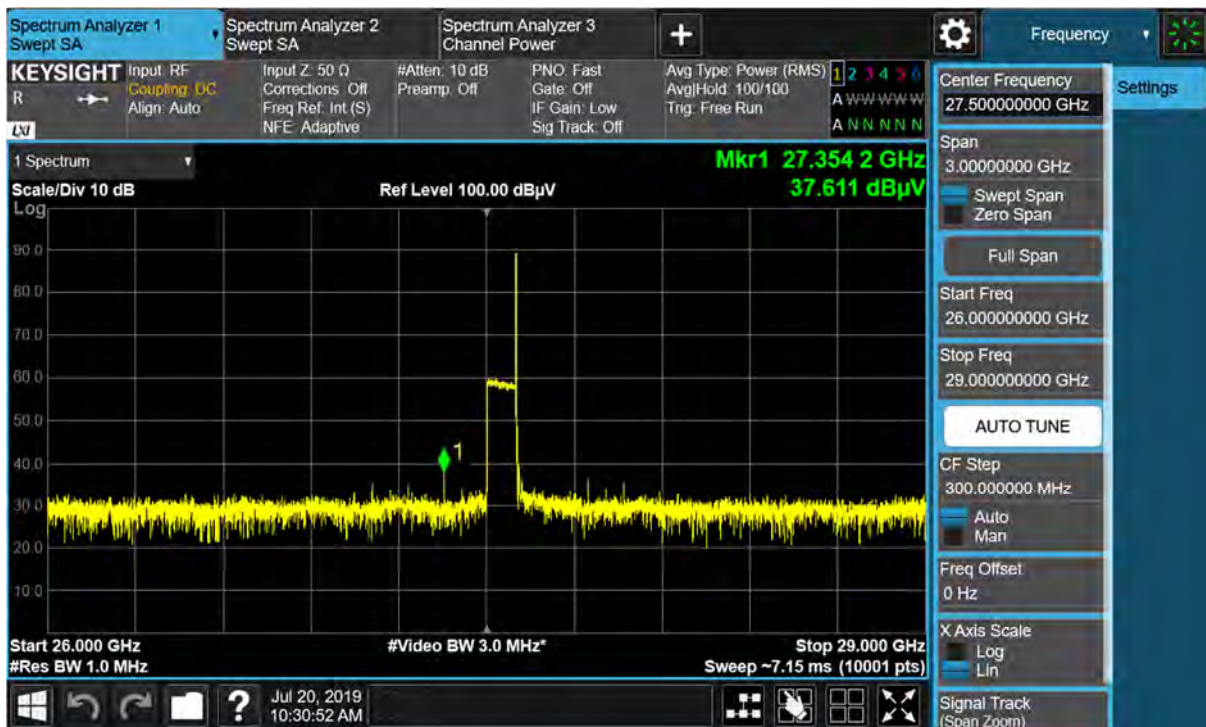 Spectrum Analyzer 1
Swept SA
Spectrum Analyzer 2
Swept SA
Spectrum Analyzer 3
Channel Power
+
Frequency
KEYSIGHT
R
LXI
Input: RF
Coupling: DC
Align: Auto
Input Z: 50 Ω
Corrections: Off
Freq Ref: Int (S)
NFE: Adaptive
#Atten: 10 dB
Preamp: Off
PNO: Fast
Gate: Off
IF Gain: Low
Sig Track: Off
Avg Type: Power (RMS)
Avg|Hold: 100/100
Trig: Free Run
1 2 3 4 5 6
A W W W W W
A N N N N N
1 Spectrum
Scale/Div 10 dB
Ref Level 100.00 dBµV
Mkr1 27.354 2 GHz
37.611 dBµV
Log
90.0
80.0
70.0
60.0
50.0
40.0
30.0
20.0
10.0
1
Start 26.000 GHz
#Video BW 3.0 MHz*
Stop 29.000 GHz
#Res BW 1.0 MHz
Sweep ~7.15 ms (10001 pts)
Center Frequency
27.500000000 GHz
Settings
Span
3.00000000 GHz
Swept Span
Zero Span
Full Span
Start Freq
26.000000000 GHz
Stop Freq
29.000000000 GHz
AUTO TUNE
CF Step
300.000000 MHz
Auto
Man
Freq Offset
0 Hz
X Axis Scale
Log
Lin
Signal Track
(Span Zoom)
?
Jul 20, 2019
10:30:52 AM